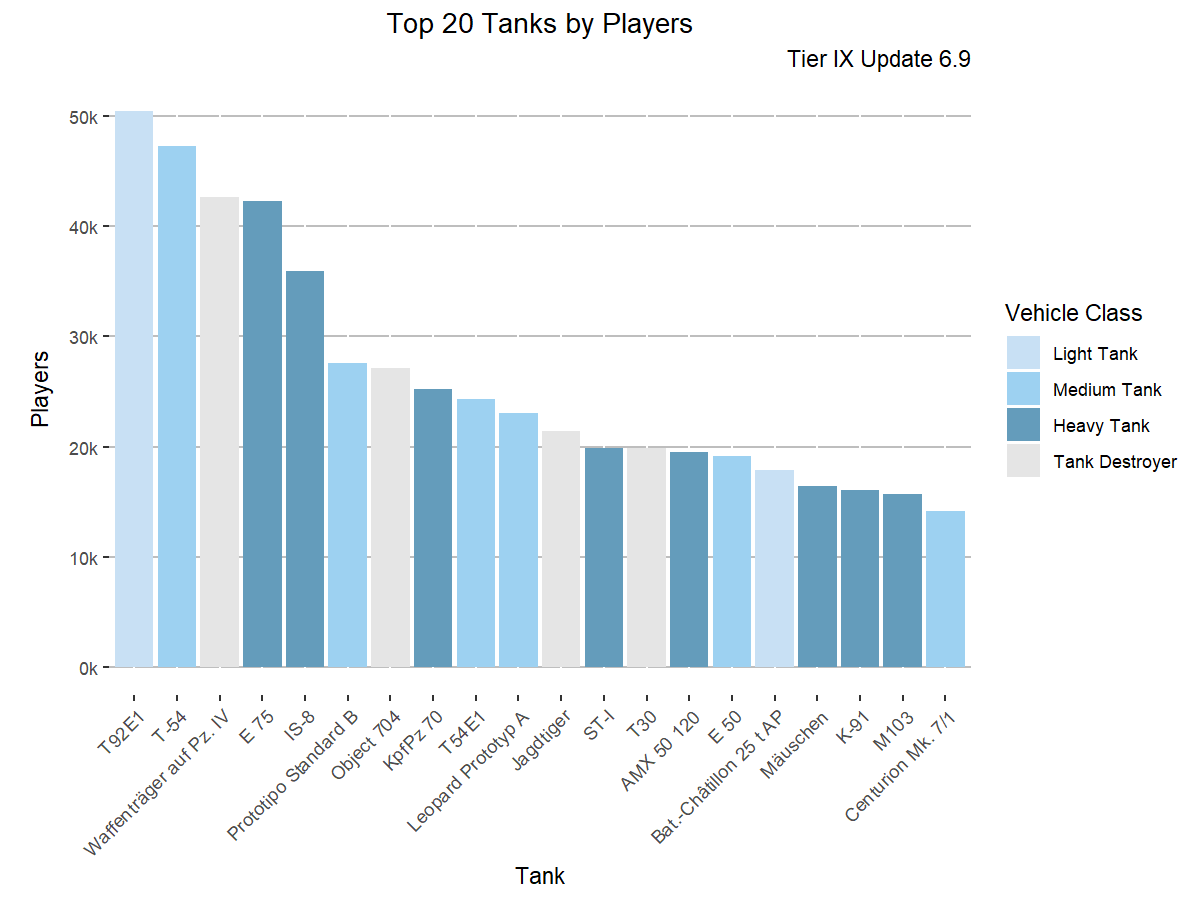 Top 20 Tanks by Players
Tier IX Update 6.9
Players
50k
40k
30k
20k
10k
0k
T92E1
T-54
Waffenträger auf Pz. IV
E 75
IS-8
Prototipo Standard B
Object 704
KpfPz 70
T54E1
Leopard Prototyp A
Jagdtiger
ST-I
T30
AMX 50 120
E 50
Bat.-Châtillon 25 t AP
Mäuschen
K-91
M103
Centurion Mk. 7/1
Tank
Vehicle Class
Light Tank
Medium Tank
Heavy Tank
Tank Destroyer